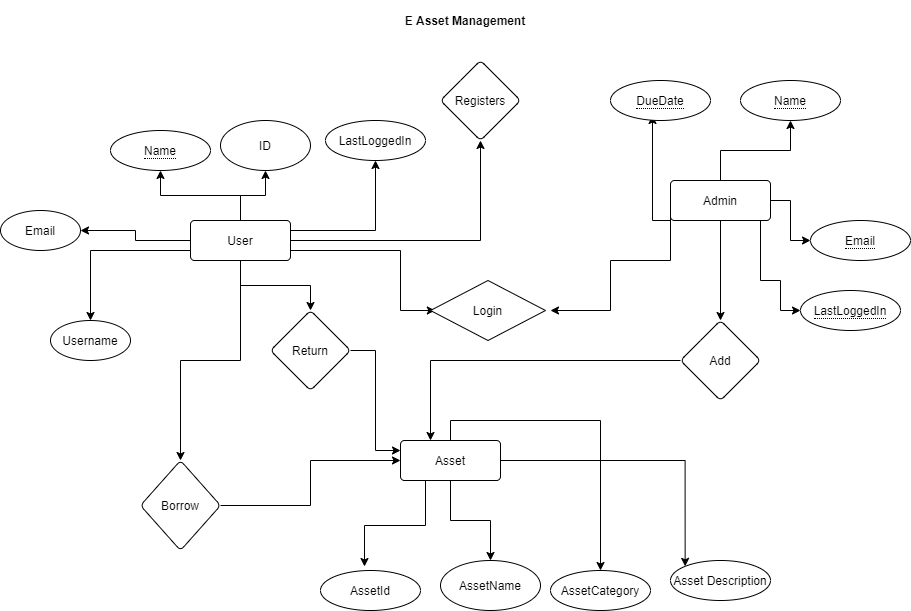 E Asset Management
Registers
DueDate
Name
Name
ID
LastLoggedIn
Admin
Email
User
Email
Login
LastLoggedIn
Username
Return
Add
Asset
Borrow
AssetId
AssetName
AssetCategory
Asset Description